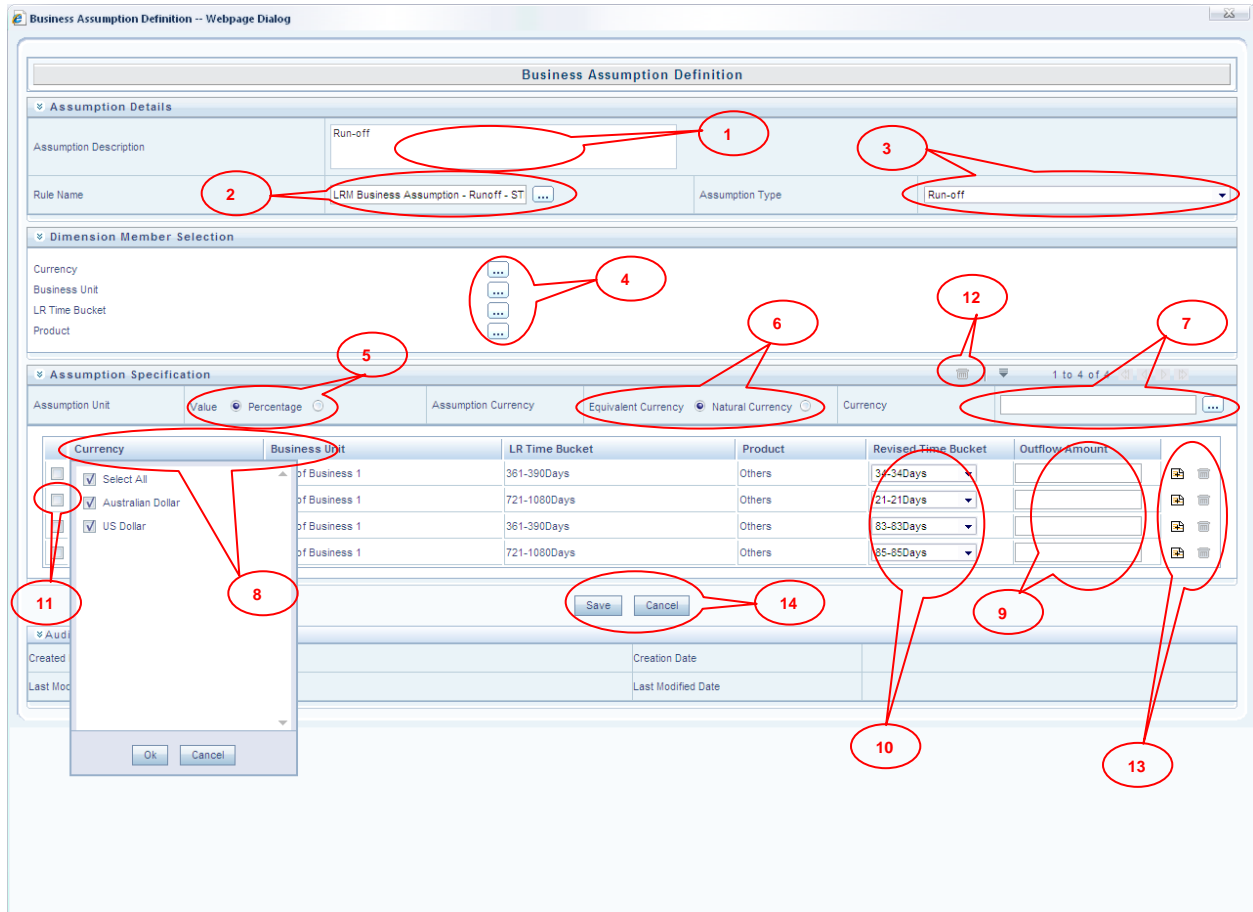 Business Assumption Definition -- Webpage Dialog
Business Assumption Definition
Assumption Details
Assumption Description
Run-off
1
3
2
Rule Name
LRM Business Assumption - Runoff - ST
...
Assumption Type
Run-off
Dimension Member Selection
Currency ...
Business Unit ...
LR Time Bucket ...
Product ...
4
12
6
7
5
Assumption Specification
1 to 4 of 4
Assumption Unit Value Percentage Assumption Currency Equivalent Currency Natural Currency Currency ...
Currency Business Unit LR Time Bucket Product Revised Time Bucket Outflow Amount
Select All
of Business 1 361-390Days Others 34-34Days
Australian Dollar
of Business 1 721-1080Days Others 21-21Days
US Dollar
of Business 1 361-390Days Others 83-83Days
of Business 1 721-1080Days Others 85-85Days
11
8
Save Cancel
14
9
Audi
Created Creation Date
Last Mod Last Modified Date
10
13
Ok Cancel